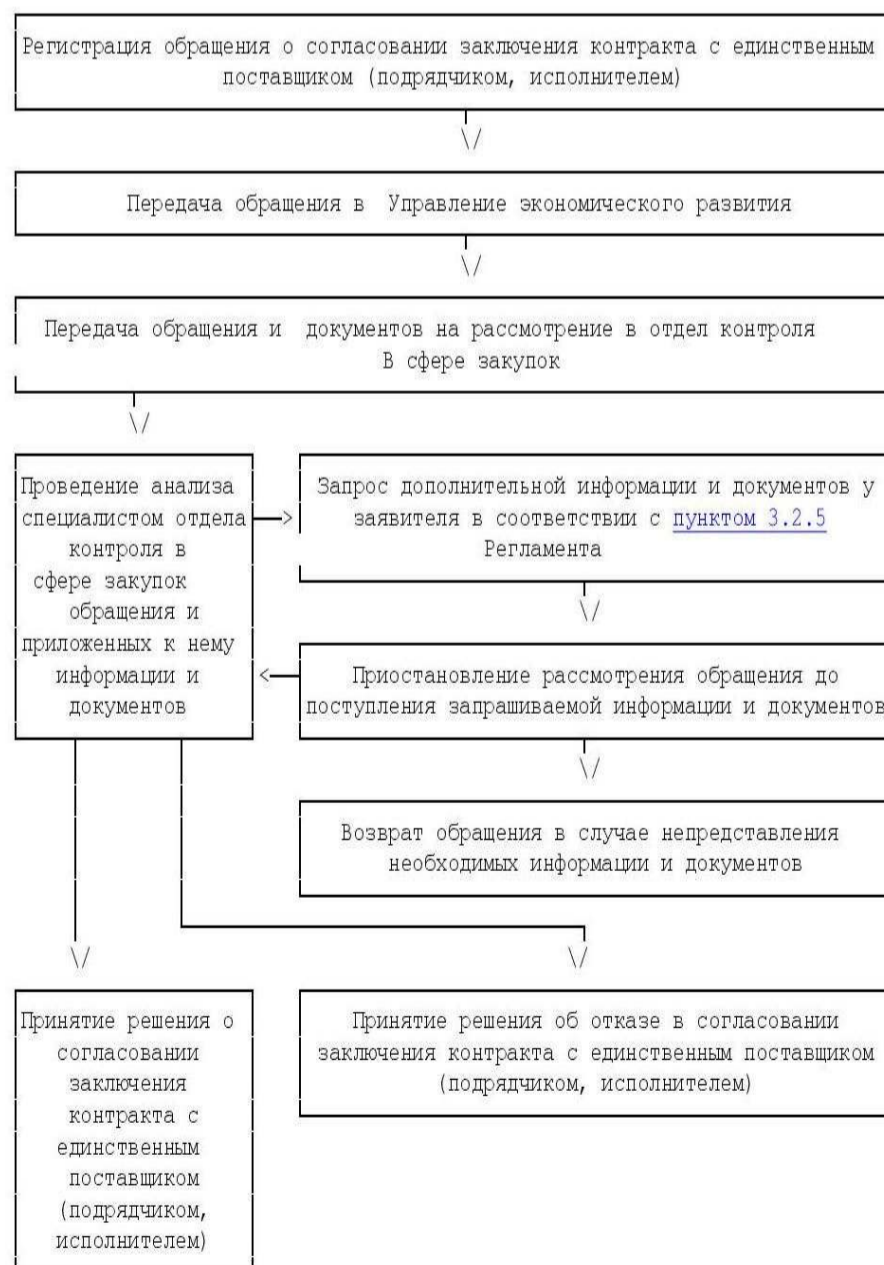 Регистрация обращения о согласовании заключения контракта с единственным
поставщиком (подрядчиком, исполнителем)
Передача обращения в Управление экономического развития
Передача обращения и документов на рассмотрение в отдел контроля
В сфере закупок
Проведение анализа
специалистом отдела
контроля в
сфере закупок
обращения и
приложенных к нему
информации и
документов
Запрос дополнительной информации и документов у
заявителя в соответствии с пунктом 3.2.5
Регламента
Приостановление рассмотрения обращения до
поступления запрашиваемой информации и документов
Возврат обращения в случае непредставления
необходимых информации и документов
Принятие решения о
согласовании
заключения
контракта с
единственным
поставщиком
(подрядчиком,
исполнителем)
Принятие решения об отказе в согласовании
заключения контракта с единственным поставщиком
(подрядчиком, исполнителем)